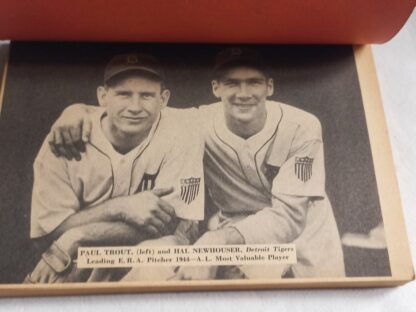 PAUL TROUT, (left) and HAL NEWHOUSER, Detroit Tigers
Leading E. R. A. Pitcher 1944—A. L. Most Valuable Player